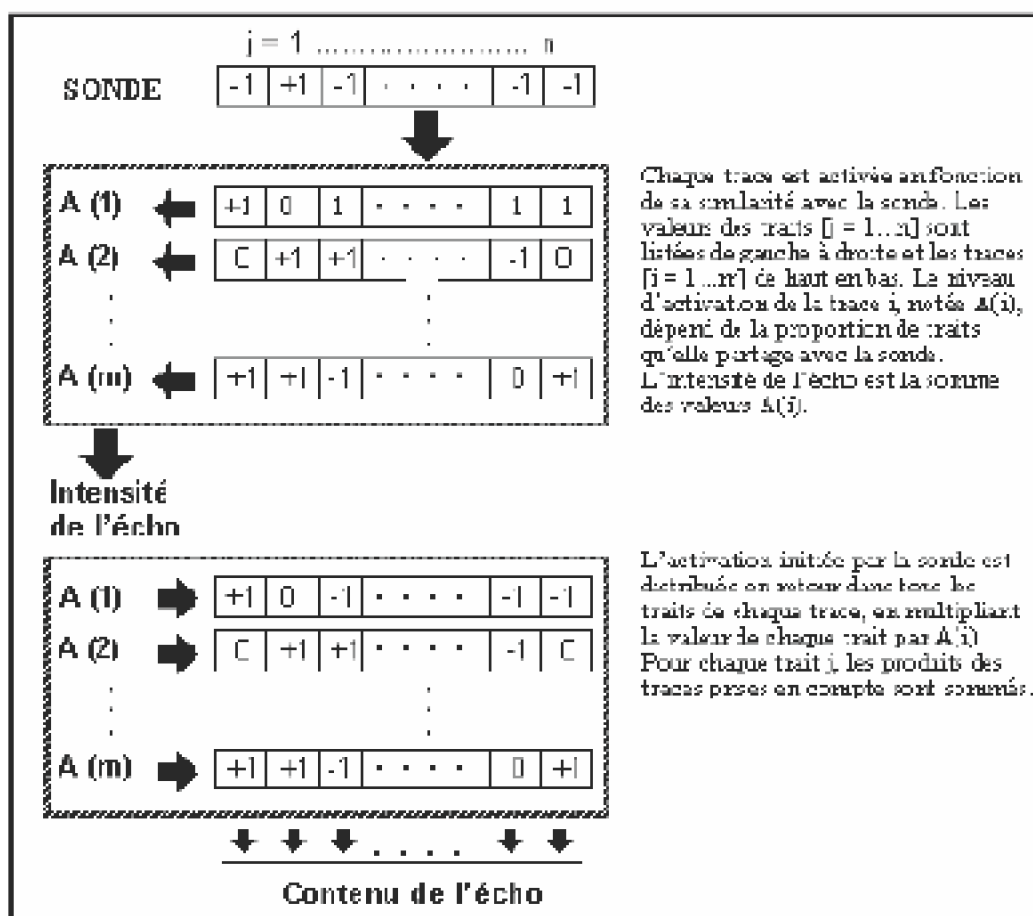 j = 1 ........................ n
SONDE -1 +1 -1 . . . . -1 -1
A (1) +1 0 1 . . . . 1 1
A (2) C +1 +1 . . . . -1 O
A (m) +1 +1 -1 . . . . 0 +1
Chaque trace est activée en fonction
de sa similarité avec la sonde. Les
valeurs des traits [j = 1...n] sont
listées de gauche à droite et les traces
[i = 1...m] de haut en bas. Le niveau
d'activation de la trace i, notée A(i),
dépend de la proportion de traits
qu'elle partage avec la sonde.
L'intensité de l'écho est la somme
des valeurs A(i).
Intensité
de l'écho
A (1) +1 0 -1 . . . . -1 -1
A (2) C +1 +1 . . . . -1 C
A (m) +1 +1 -1 . . . . 0 +1
L'activation initiée par la sonde est
distribuée en retour dans tous les
traits de chaque trace, en multipliant
la valeur de chaque trait par A(i)
Pour chaque trait j, les produits des
traces prises en compte sont sommés.
Contenu de l'écho